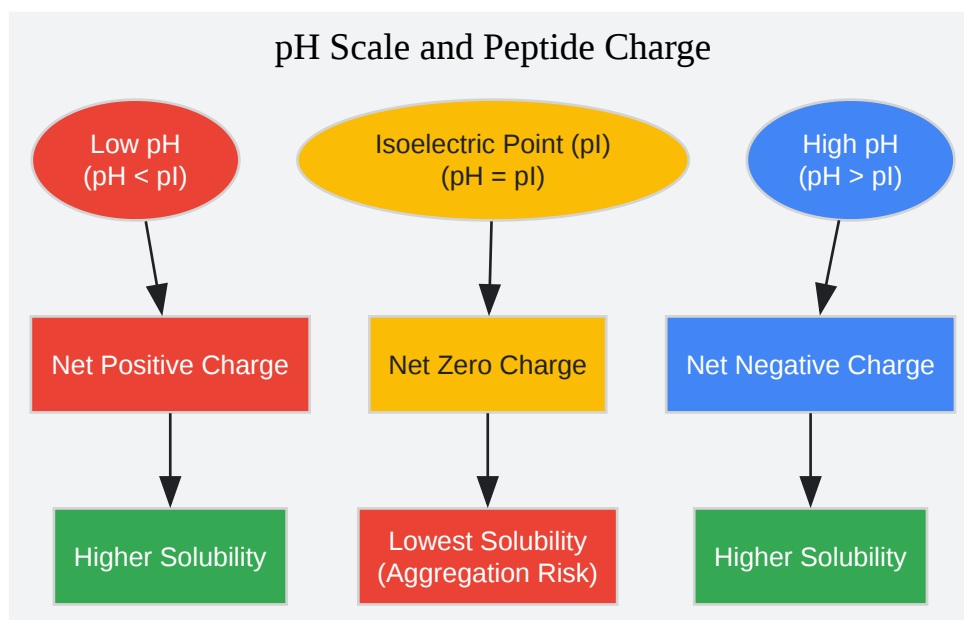 pH Scale and Peptide Charge
Low pH
(pH < pI)
Isoelectric Point (pI)
(pH = pI)
High pH
(pH > pI)
Net Positive Charge
Net Zero Charge
Net Negative Charge
Higher Solubility
Lowest Solubility
(Aggregation Risk)
Higher Solubility